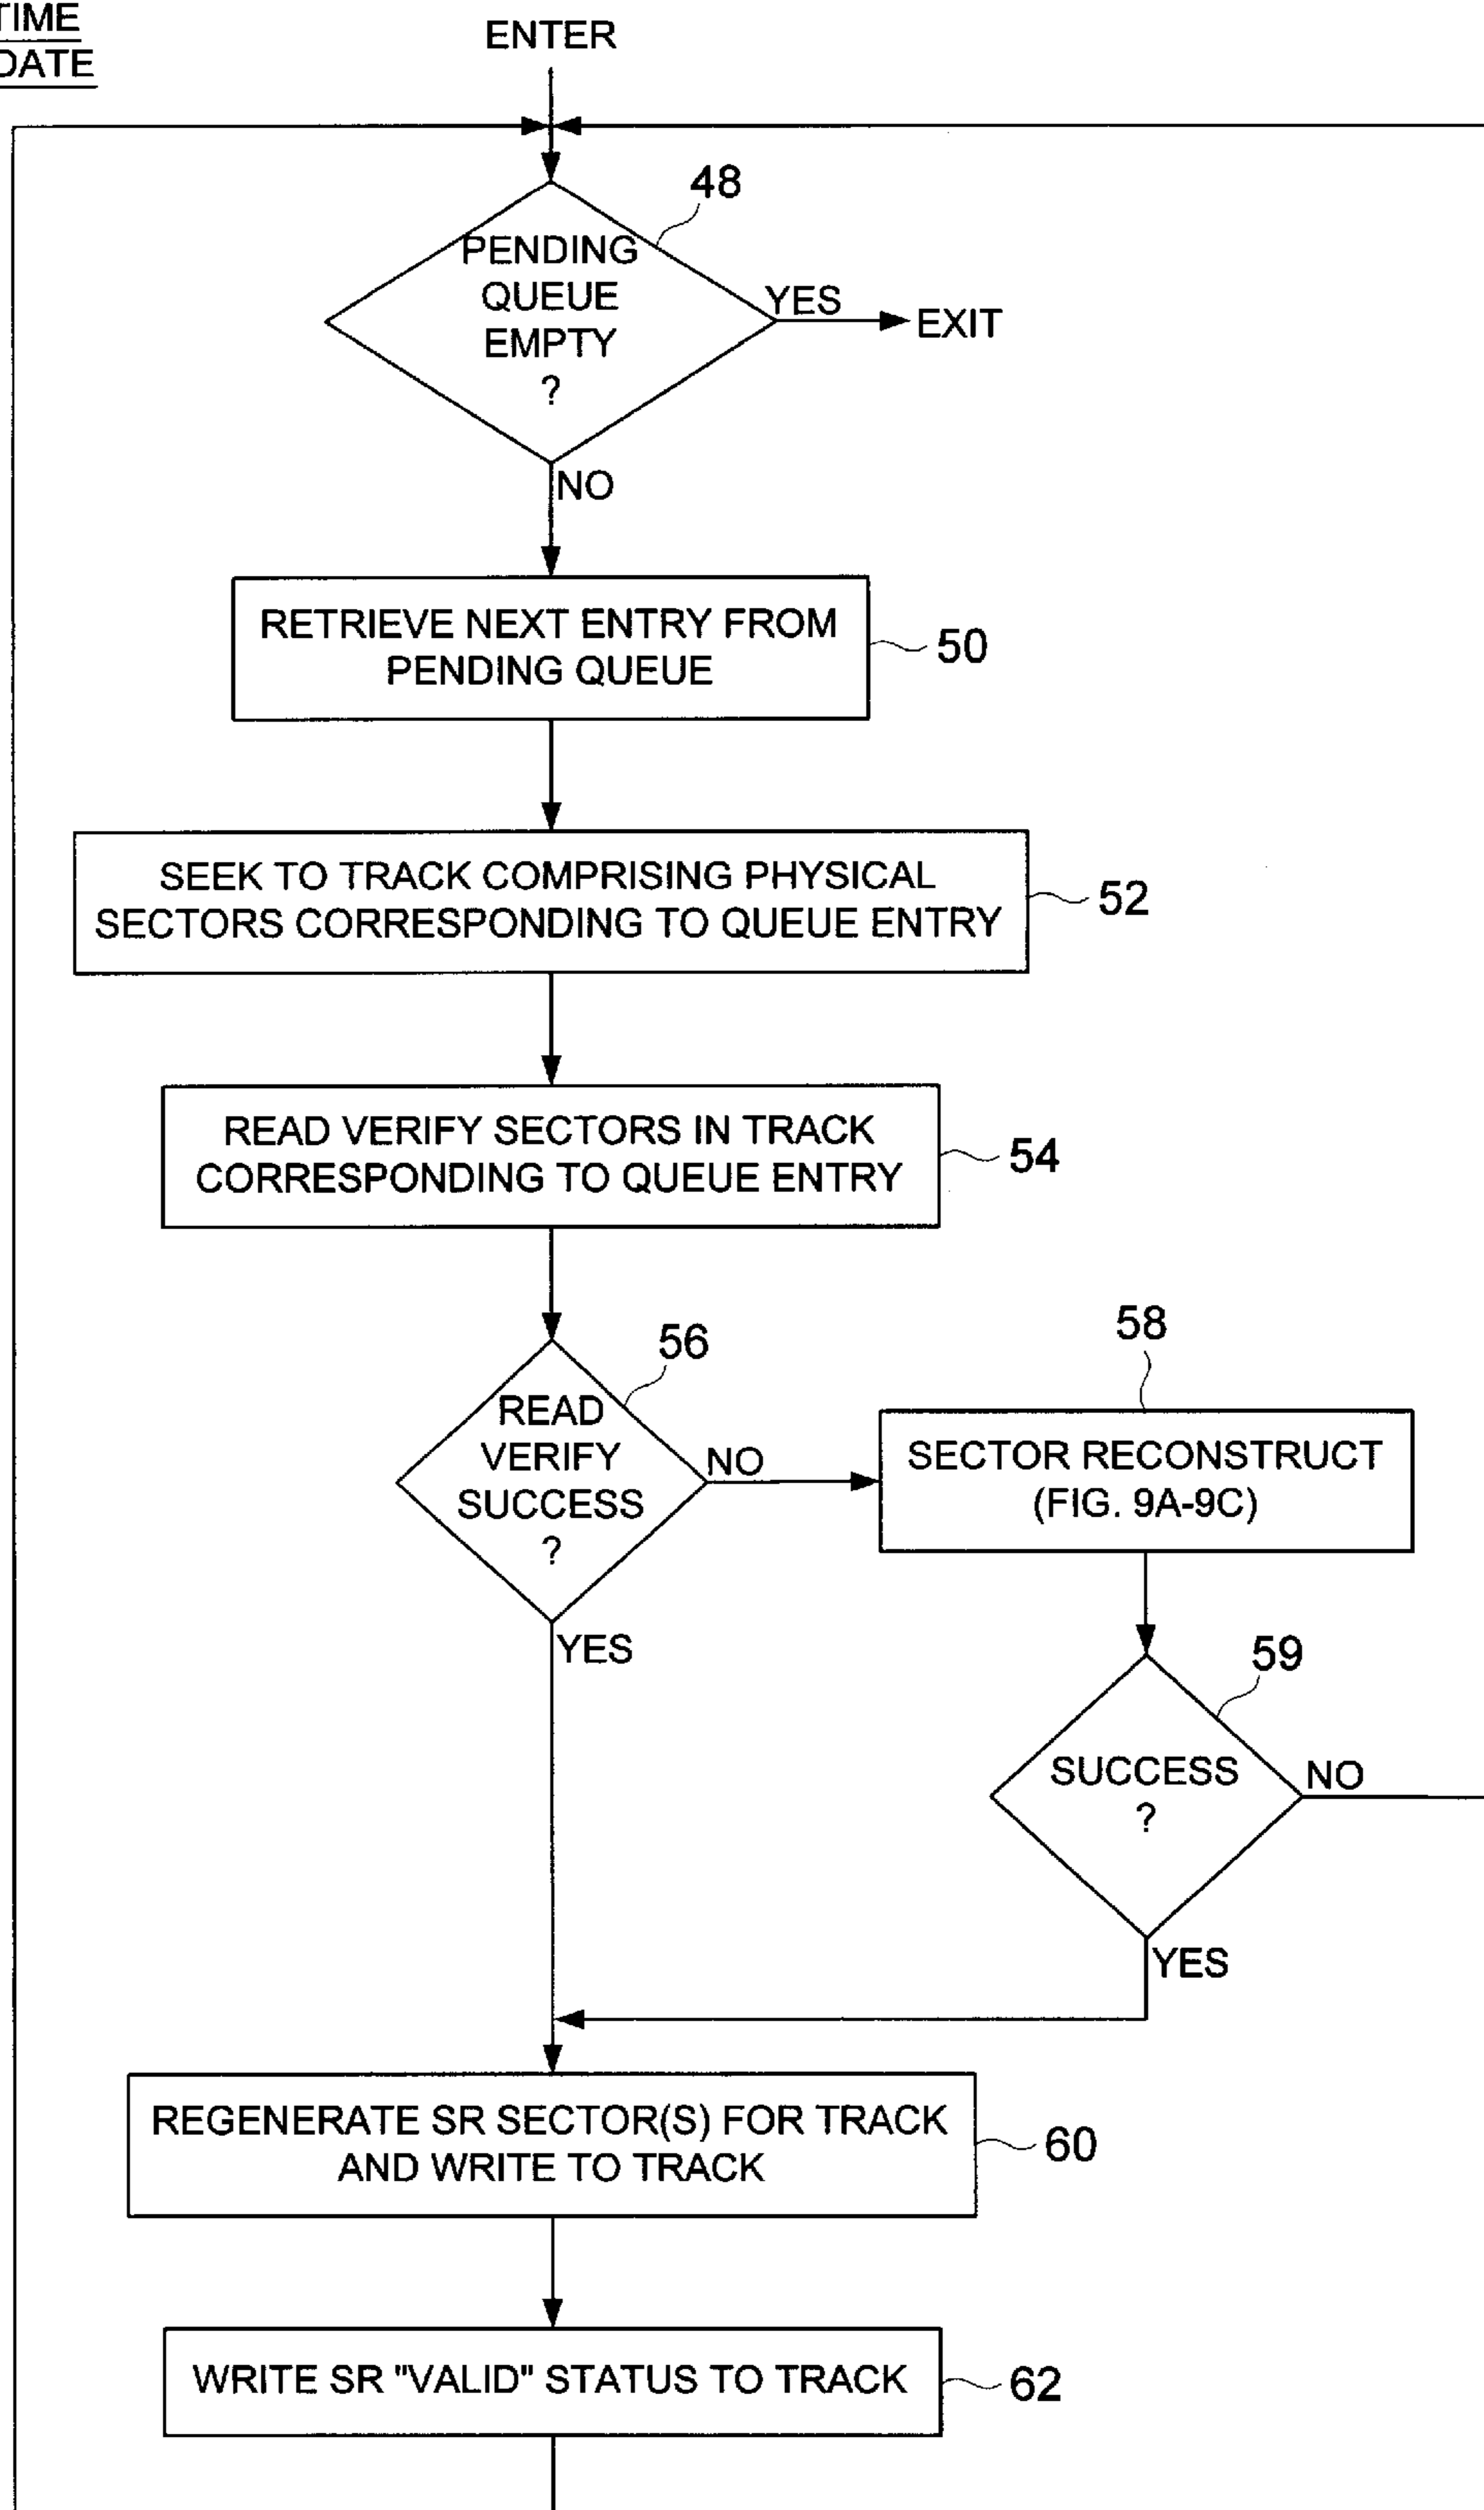 TIME
DATE
ENTER
48
PENDING
QUEUE
EMPTY
?
YES
EXIT
NO
RETRIEVE NEXT ENTRY FROM
PENDING QUEUE
50
SEEK TO TRACK COMPRISING PHYSICAL
SECTORS CORRESPONDING TO QUEUE ENTRY
52
READ VERIFY SECTORS IN TRACK
CORRESPONDING TO QUEUE ENTRY
54
56
READ
VERIFY
SUCCESS
?
NO
YES
58
SECTOR RECONSTRUCT
(FIG. 9A-9C)
59
SUCCESS
?
NO
YES
REGENERATE SR SECTOR(S) FOR TRACK
AND WRITE TO TRACK
60
WRITE SR "VALID" STATUS TO TRACK
62